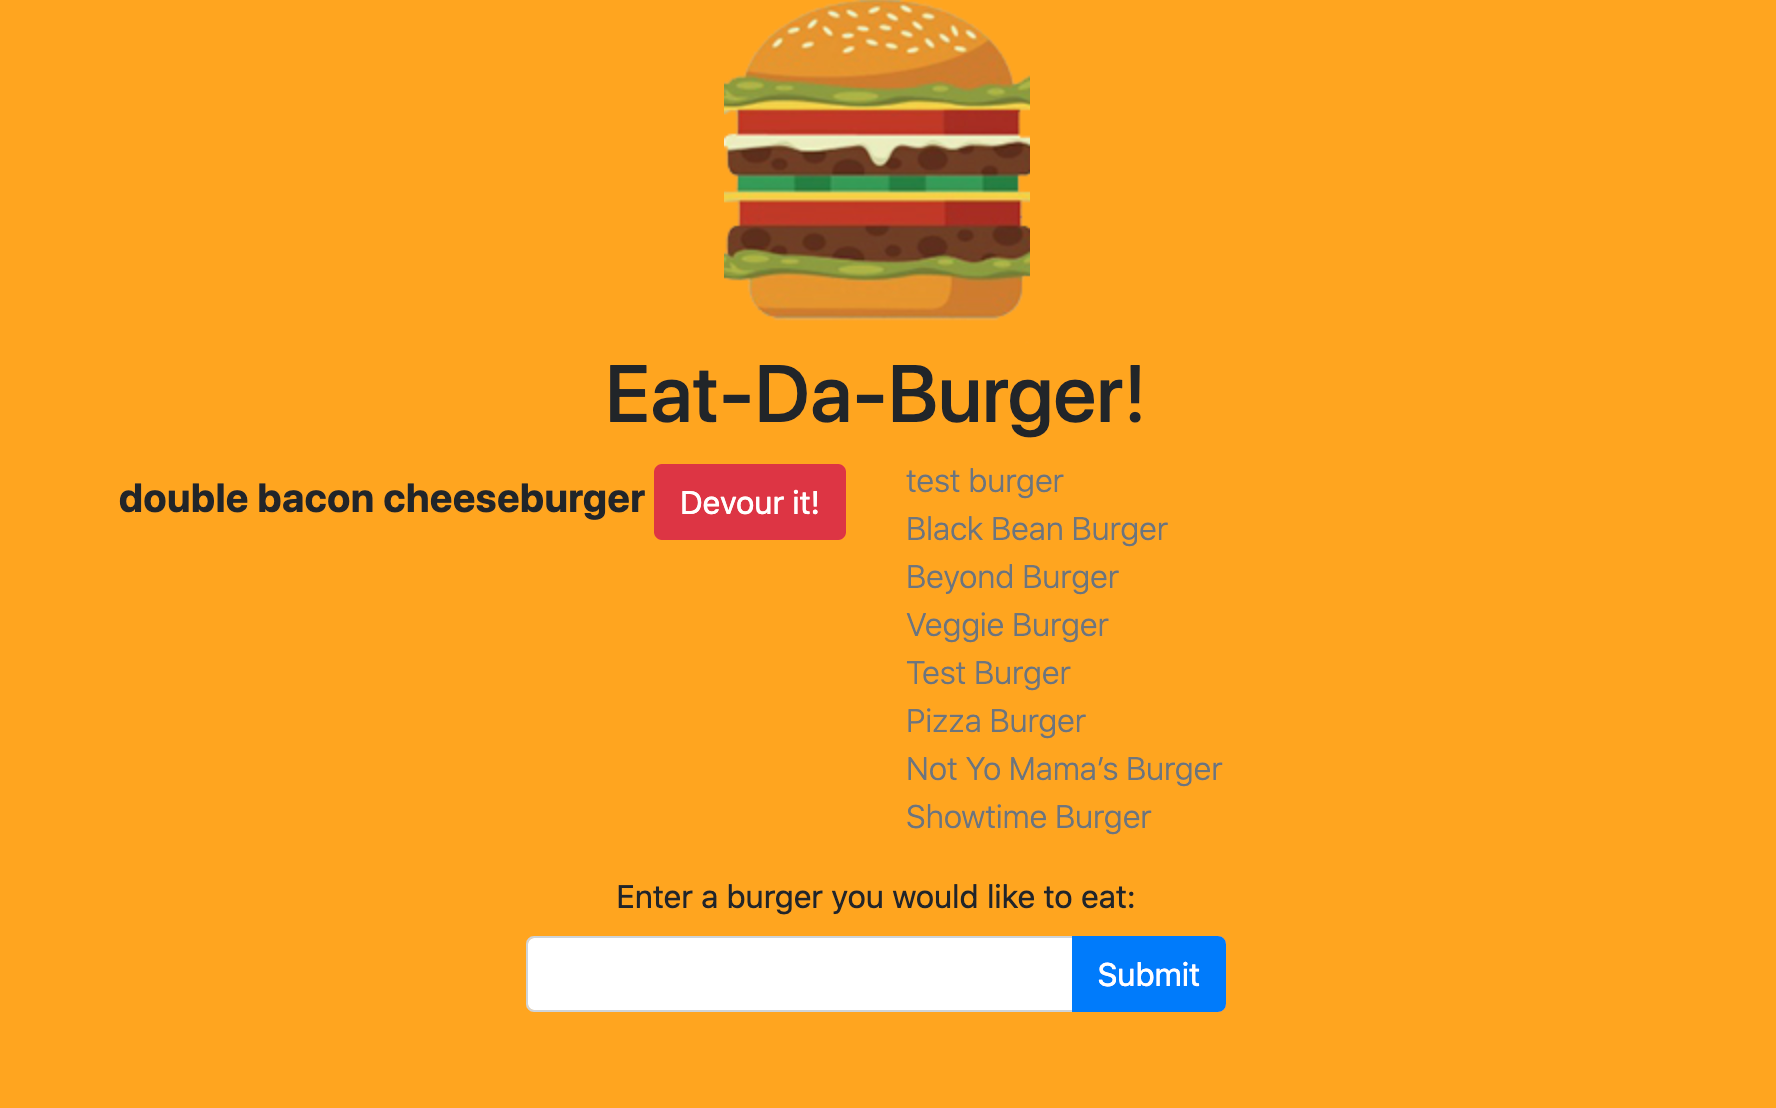 Eat-Da-Burger!
double bacon cheeseburger Devour it!
test burger
Black Bean Burger
Beyond Burger
Veggie Burger
Test Burger
Pizza Burger
Not Yo Mama’s Burger
Showtime Burger
Enter a burger you would like to eat:
Submit